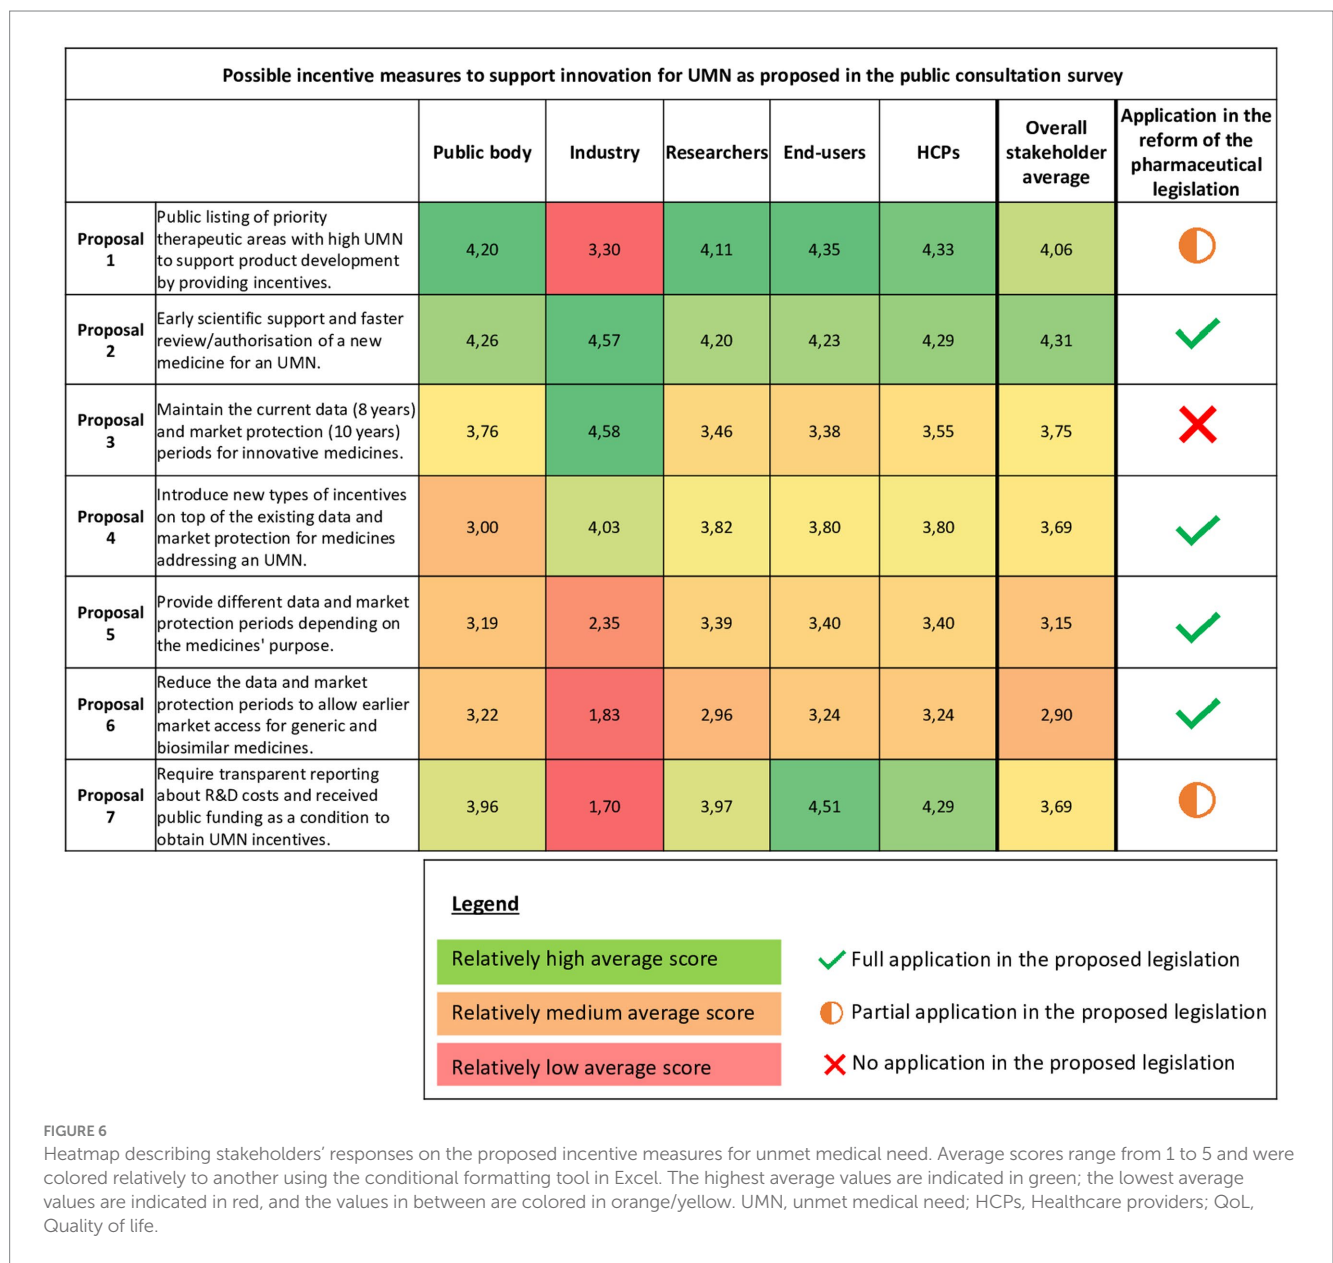 Possible incentive measures to support innovation for UMN as proposed in the public consultation survey
Public body
Industry
Researchers
End-users
HCPs
Overall
stakeholder
average
Application in the
reform of the
pharmaceutical
legislation
Proposal
1
Public listing of priority
therapeutic areas with high UMN
to support product development
by providing incentives.
4,20
3,30
4,11
4,35
4,33
4,06
Proposal
2
Early scientific support and faster
review/authorisation of a new
medicine for an UMN.
4,26
4,57
4,20
4,23
4,29
4,31
Proposal
3
Maintain the current data (8 years)
and market protection (10 years)
periods for innovative medicines.
3,76
4,58
3,46
3,38
3,55
3,75
Proposal
4
Introduce new types of incentives
on top of the existing data and
market protection for medicines
addressing an UMN.
3,00
4,03
3,82
3,80
3,80
3,69
Proposal
5
Provide different data and market
protection periods depending on
the medicines' purpose.
3,19
2,35
3,39
3,40
3,40
3,15
Proposal
6
Reduce the data and market
protection periods to allow earlier
market access for generic and
biosimilar medicines.
3,22
1,83
2,96
3,24
3,24
2,90
Proposal
7
Require transparent reporting
about R&D costs and received
public funding as a condition to
obtain UMN incentives.
3,96
1,70
3,97
4,51
4,29
3,69
Legend
Relatively high average score
Full application in the proposed legislation
Relatively medium average score
Partial application in the proposed legislation
Relatively low average score
No application in the proposed legislation
FIGURE 6
Heatmap describing stakeholders' responses on the proposed incentive measures for unmet medical need. Average scores range from 1 to 5 and were
colored relatively to another using the conditional formatting tool in Excel. The highest average values are indicated in green; the lowest average
values are indicated in red, and the values in between are colored in orange/yellow. UMN, unmet medical need; HCPs, Healthcare providers; QoL,
Quality of life.